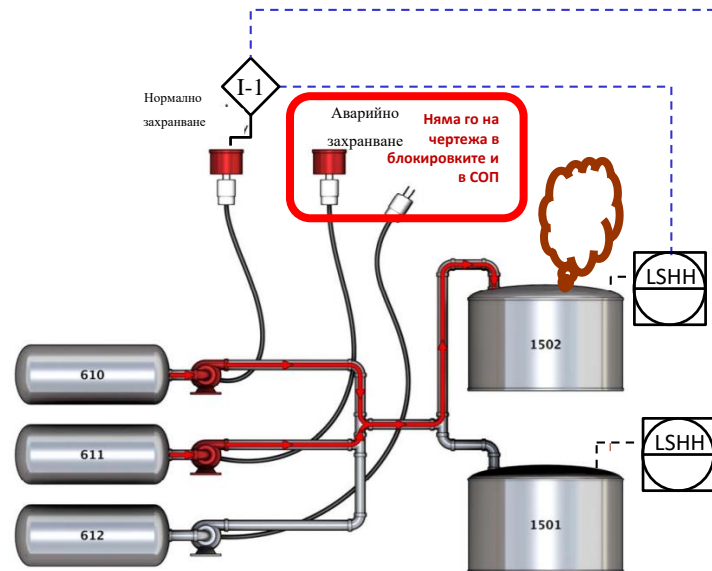 I-1
Нормално
захранване
Аварийно
захранване
Няма го на
чертежа в
блокировките и
в СОП
LSHH
1502
610
611
612
LSHH
1501